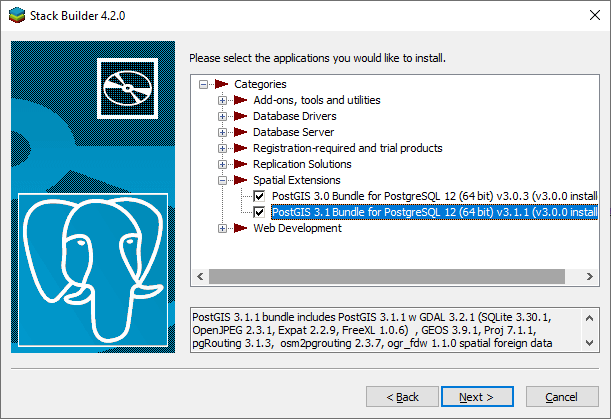 Stack Builder 4.2.0
Please select the applications you would like to install.
Categories
Add-ons, tools and utilities
Database Drivers
Database Server
Registration-required and trial products
Replication Solutions
Spatial Extensions
PostGIS 3.0 Bundle for PostgreSQL 12 (64 bit) v3.0.3 (v3.0.0 install
PostGIS 3.1 Bundle for PostgreSQL 12 (64 bit) v3.1.1 (v3.0.0 install
Web Development
PostGIS 3.1.1 bundle includes PostGIS 3.1.1 w GDAL 3.2.1 (SQLite 3.30.1,
OpenJPEG 2.3.1, Expat 2.2.9, FreeXL 1.0.6) , GEOS 3.9.1, Proj 7.1.1,
pgRouting 3.1.3, osm2pgrouting 2.3.7, ogr_fdw 1.1.0 spatial foreign data
< Back
Next >
Cancel